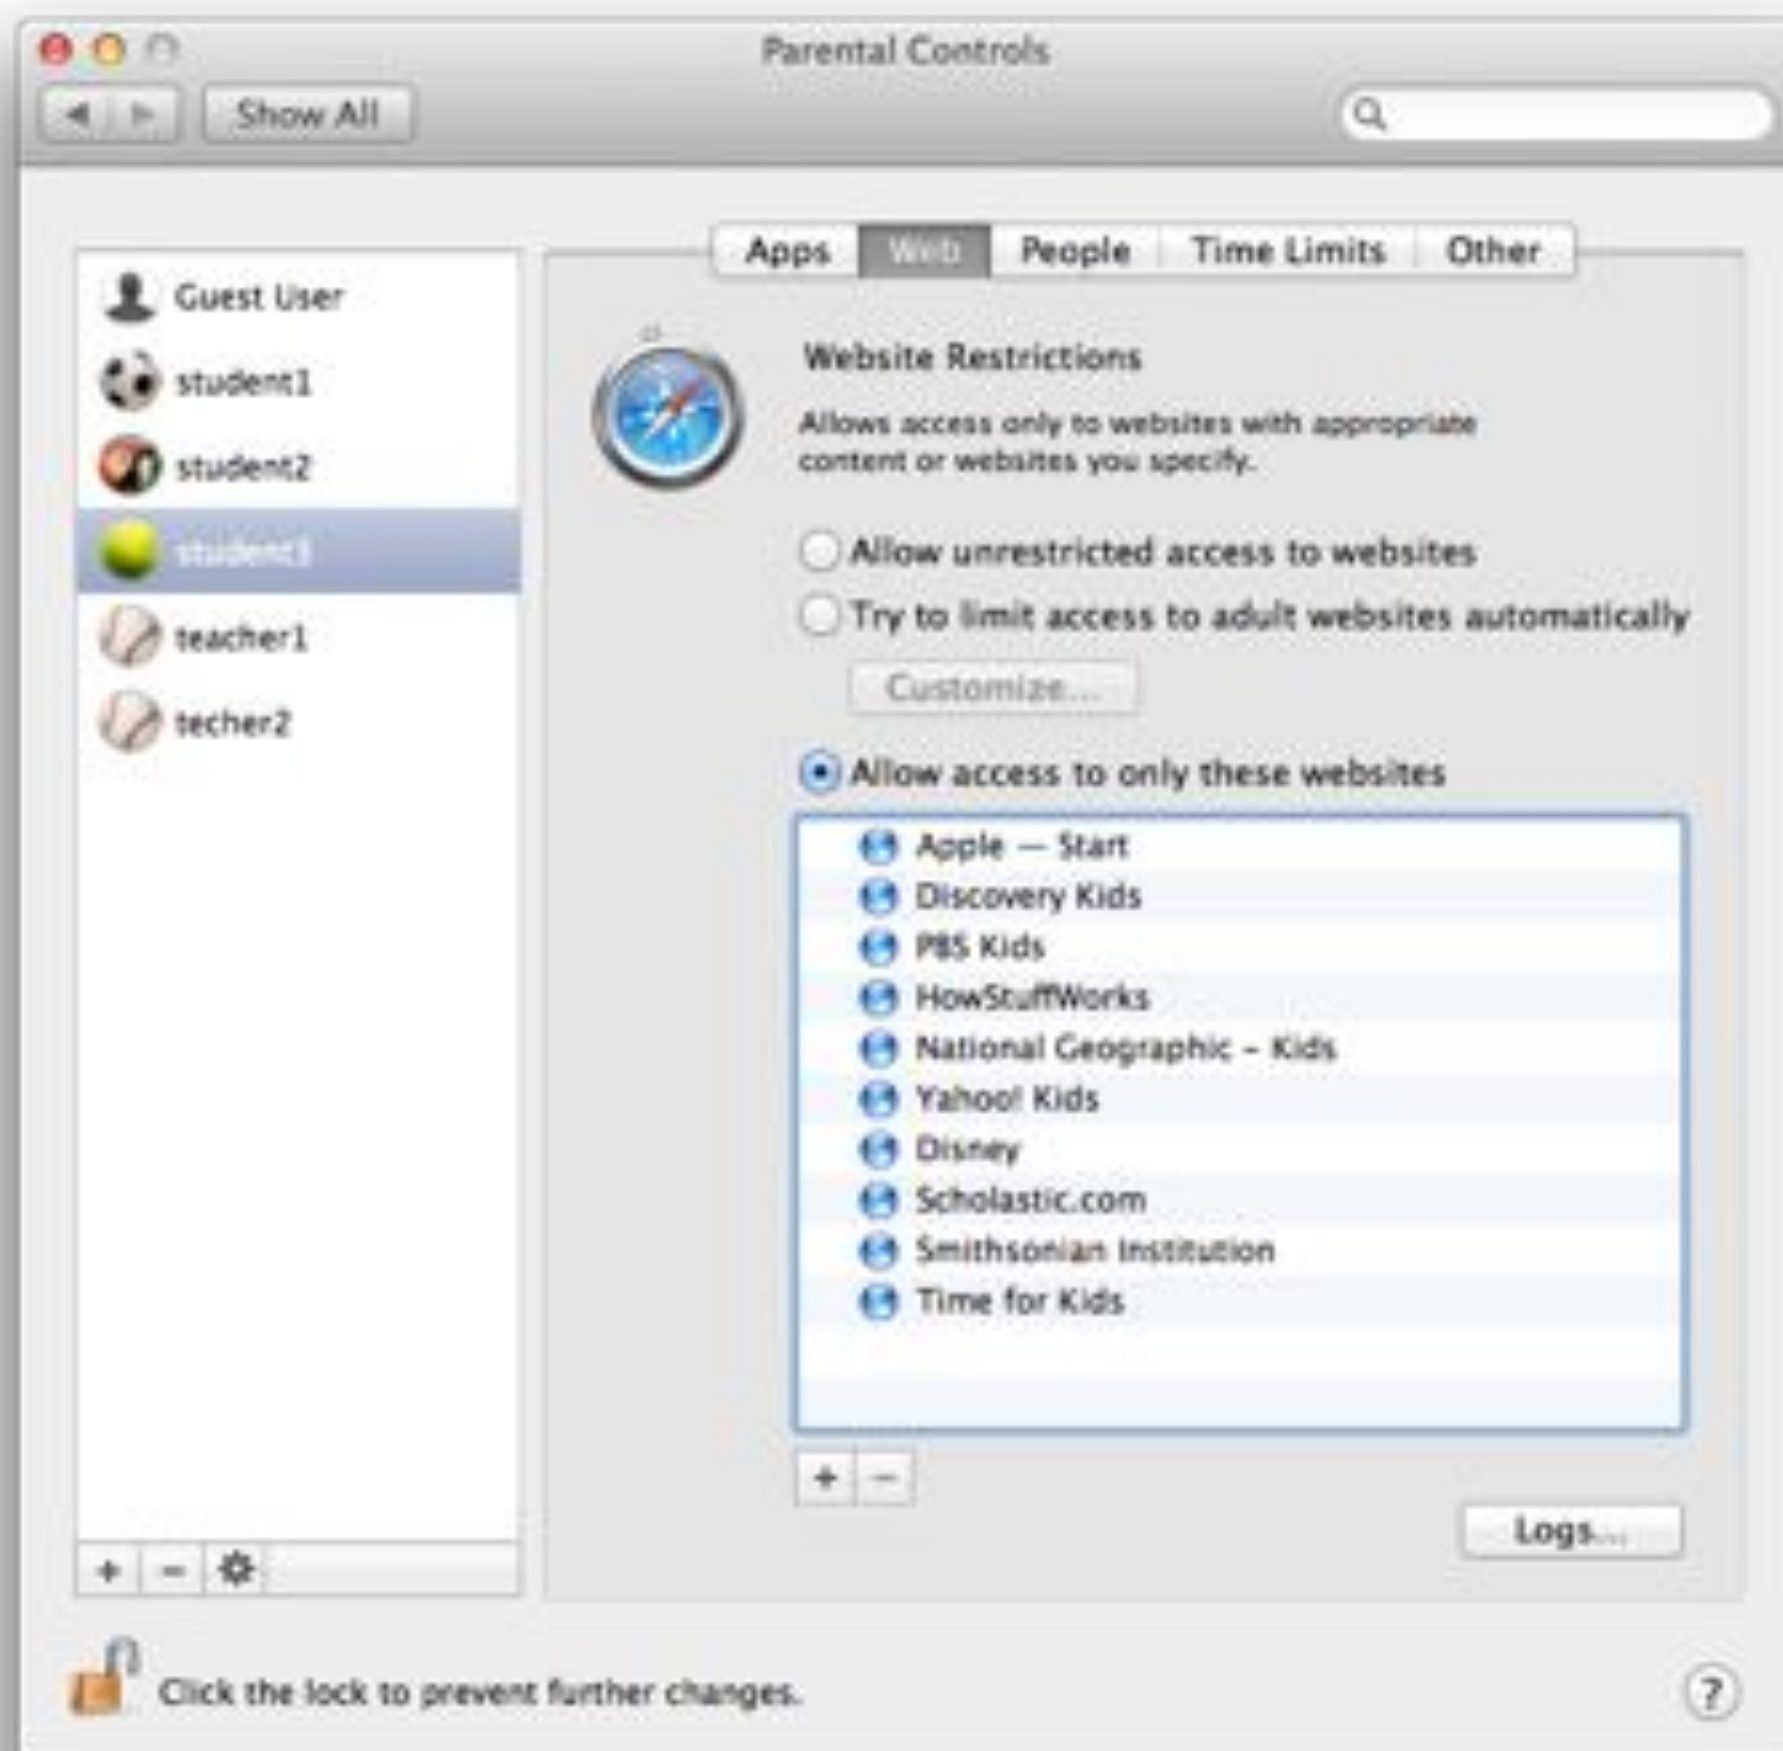 Parental Controls
Show All
Apps Web People Time Limits Other
Guest User
student1
student2
student3
teacher1
techer2
Website Restrictions
Allows access only to websites with appropriate
content or websites you specify.
Allow unrestricted access to websites
Try to limit access to adult websites automatically
Customize...
Allow access to only these websites
Apple — Start
Discovery Kids
PBS Kids
HowStuffWorks
National Geographic – Kids
Yahoo! Kids
Disney
Scholastic.com
Smithsonian Institution
Time for Kids
+ −
Logs...
+ −
Click the lock to prevent further changes.
?